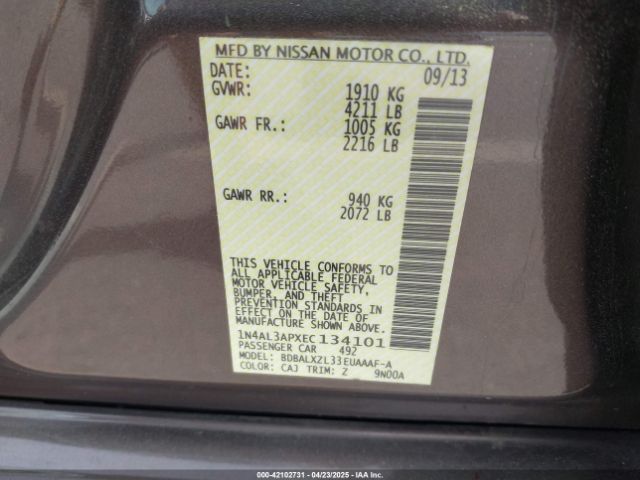 MFD BY NISSAN MOTOR CO., LTD.
DATE: 09/13
GVWR: 1910 KG
4211 LB
GAWR FR.: 1005 KG
2216 LB
GAWR RR.: 940 KG
2072 LB
THIS VEHICLE CONFORMS TO
ALL APPLICABLE FEDERAL
MOTOR VEHICLE SAFETY,
BUMPER, AND THEFT
PREVENTION STANDARDS IN
EFFECT ON THE DATE OF
MANUFACTURE SHOWN ABOVE.
1N4AL3APXEC134101
PASSENGER CAR 492
MODEL: BDBALXZL33EUAAAF-A
COLOR: CAJ TRIM: Z 9N00A
000-42102731 - 04/23/2025 - IAA Inc.